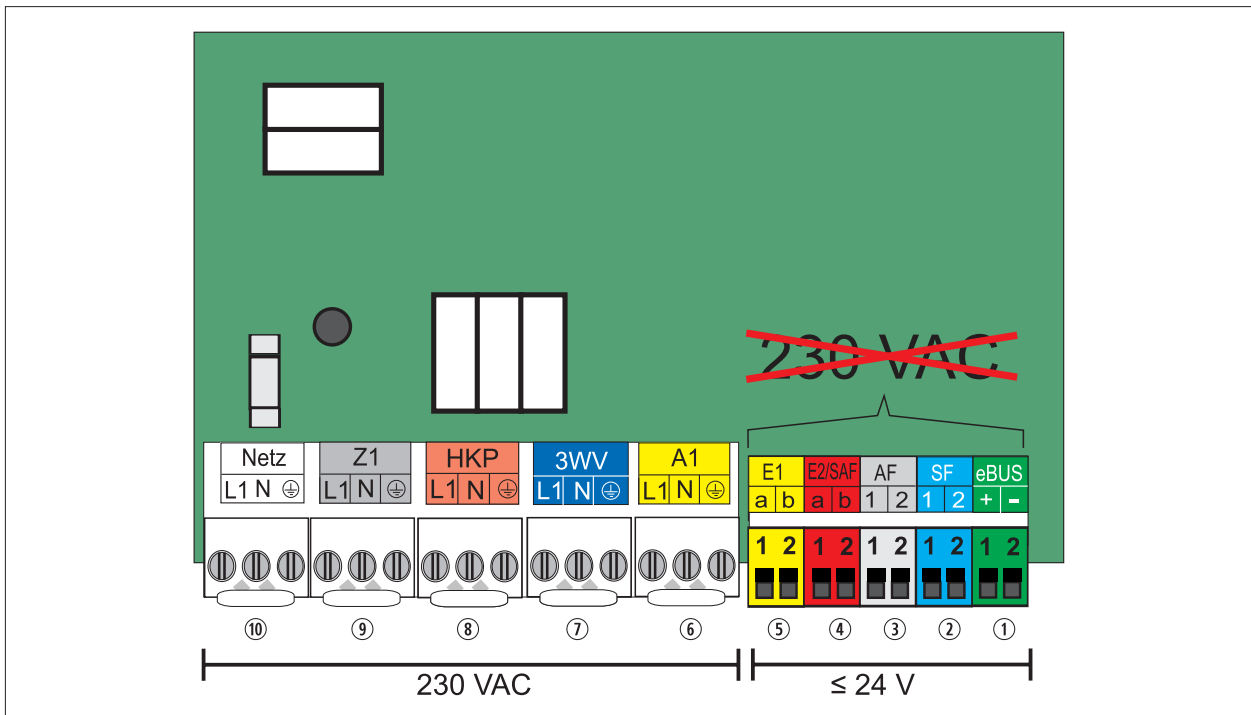 230 VAC
Netz Z1 HKP 3WV A1
L1 N L1 N L1 N L1 N L1 N
E1 E2/SAF AF SF eBUS
a b a b 1 2 1 2 + -
1 2 1 2 1 2 1 2 1 2
⑩ ⑨ ⑧ ⑦ ⑥ ⑤ ④ ③ ② ①
230 VAC ≤ 24 V